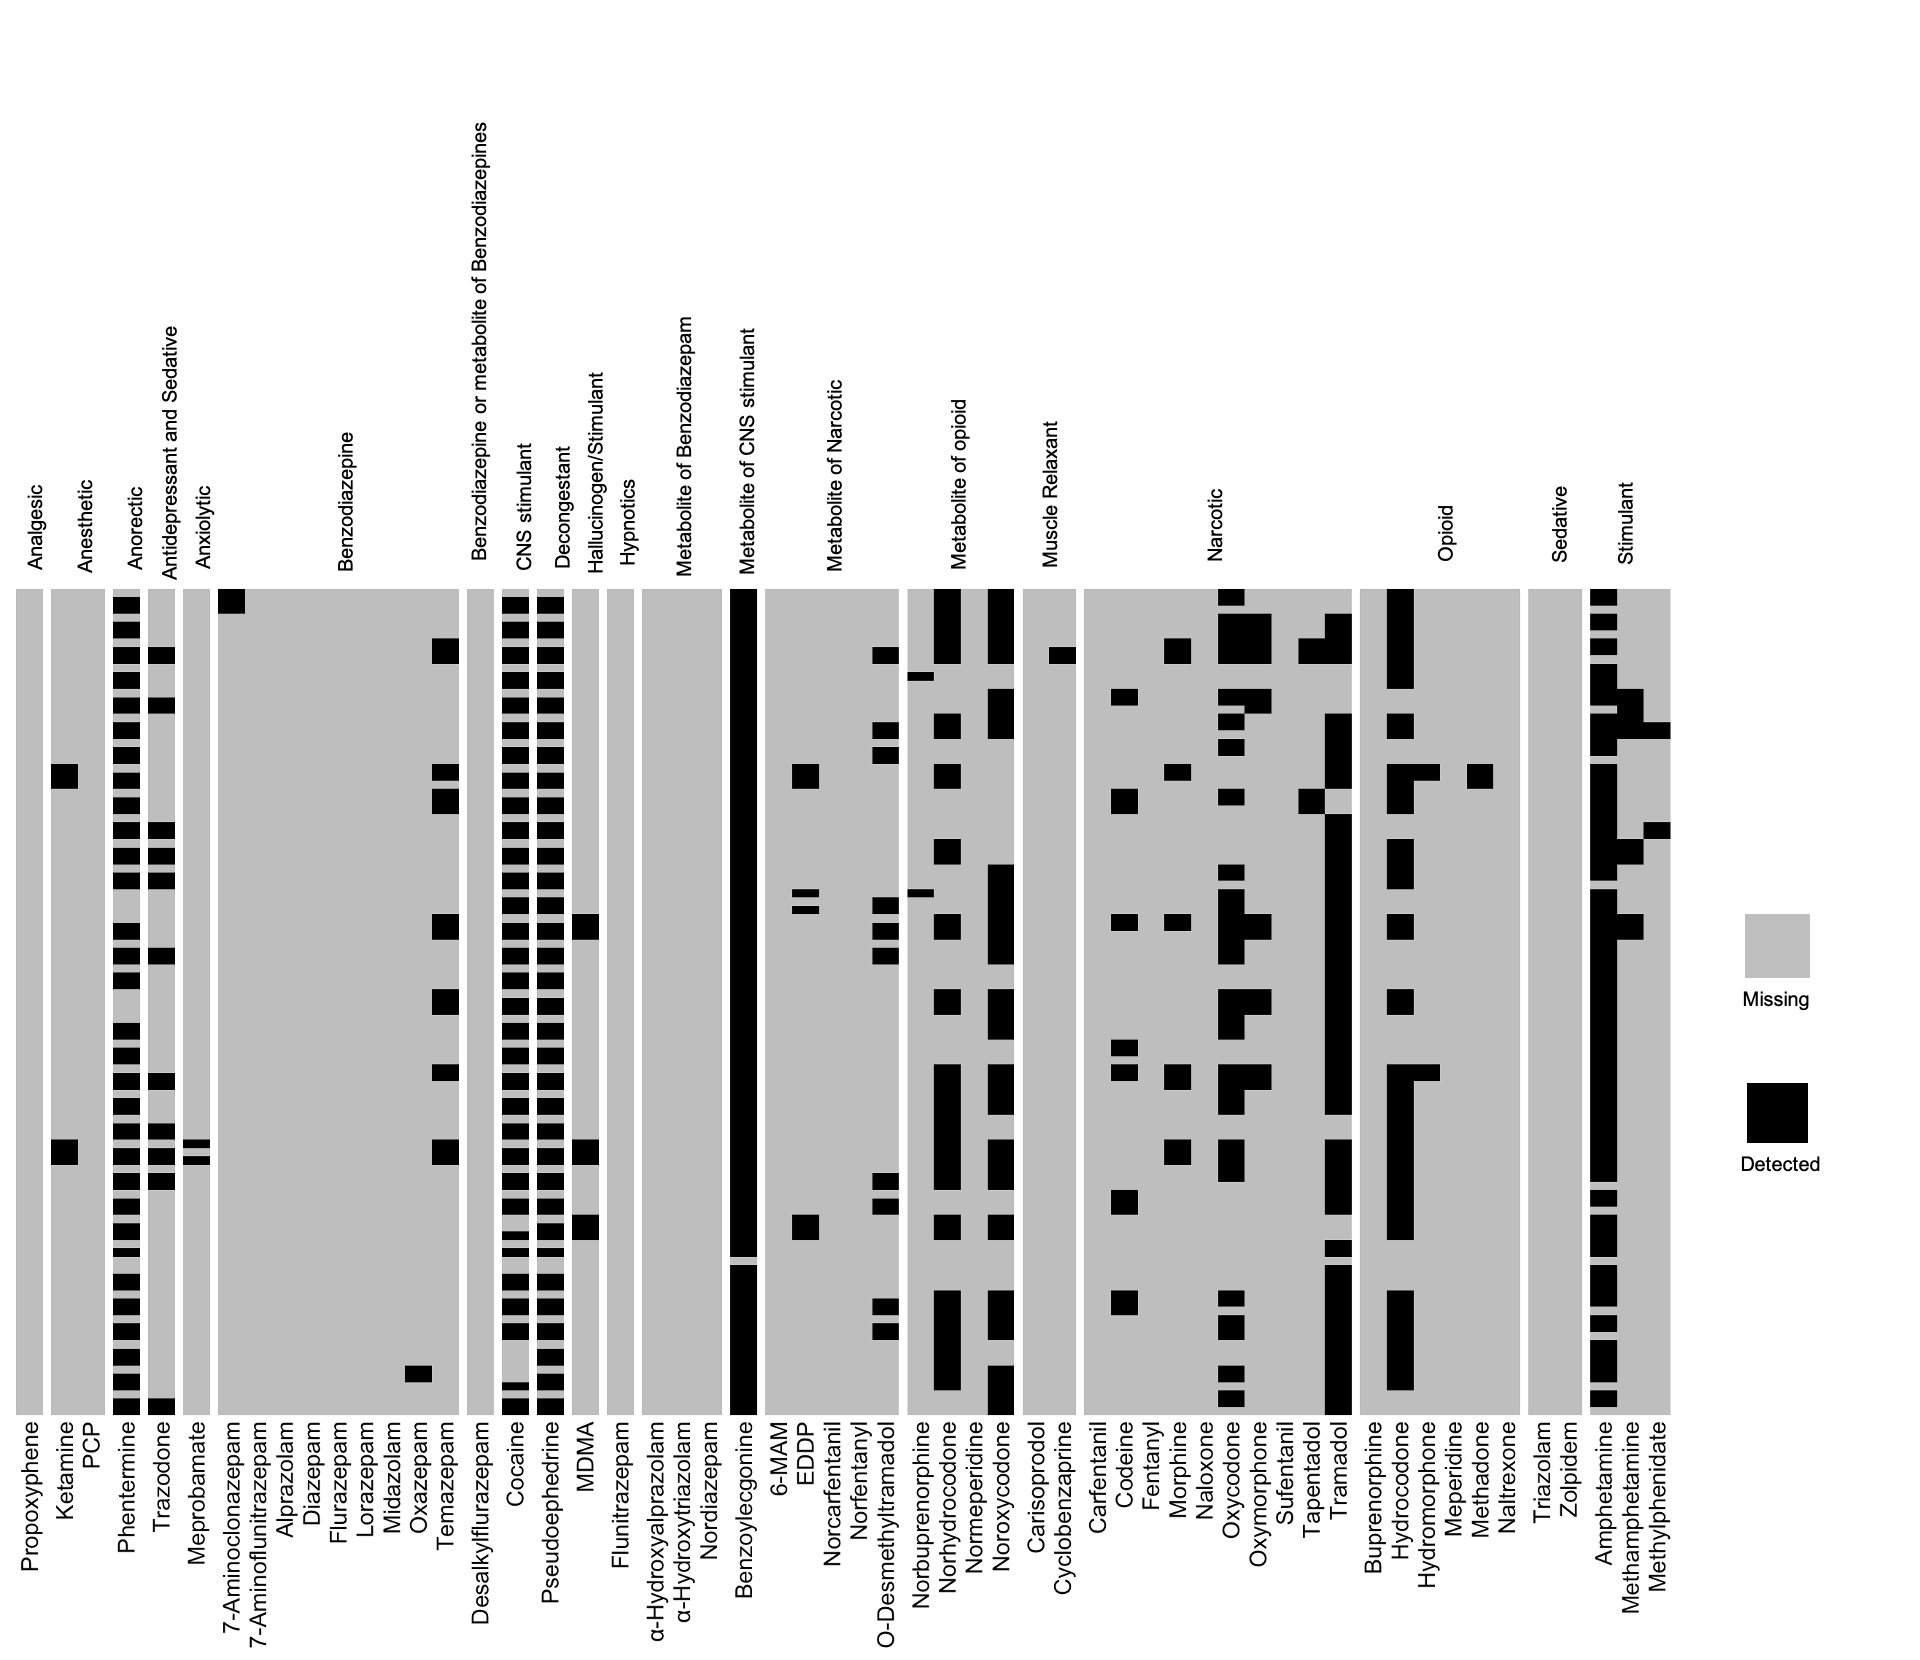 Analgesic
Anesthetic
Anorectic
Antidepressant and Sedative
Anxiolytic
Benzodiazepine
Benzodiazepine or metabolite of Benzodiazepines
CNS stimulant
Decongestant
Hallucinogen/Stimulant
Hypnotics
Metabolite of Benzodiazepam
Metabolite of CNS stimulant
Metabolite of Narcotic
Metabolite of opioid
Muscle Relaxant
Narcotic
Opioid
Sedative
Stimulant
Missing
Detected
Propoxyphene
Ketamine
PCP
Phentermine
Trazodone
Meprobamate
7-Aminoclonazepam
7-Aminoflunitrazepam
Alprazolam
Diazepam
Flurazepam
Lorazepam
Midazolam
Oxazepam
Temazepam
Desalkylflurazepam
Cocaine
Pseudoephedrine
MDMA
Flunitrazepam
α-Hydroxyalprazolam
α-Hydroxytriazolam
Nordiazepam
Benzoylecgonine
6-MAM
EDDP
Norcarfentanil
Norfentanyl
O-Desmethyltramadol
Norbuprenorphine
Norhydrocodone
Normeperidine
Noroxycodone
Carisoprodol
Cyclobenzaprine
Carfentanil
Codeine
Fentanyl
Morphine
Naloxone
Oxycodone
Oxymorphone
Sufentanil
Tapentadol
Tramadol
Buprenorphine
Hydrocodone
Hydromorphone
Meperidine
Methadone
Naltrexone
Triazolam
Zolpidem
Amphetamine
Methamphetamine
Methylphenidate